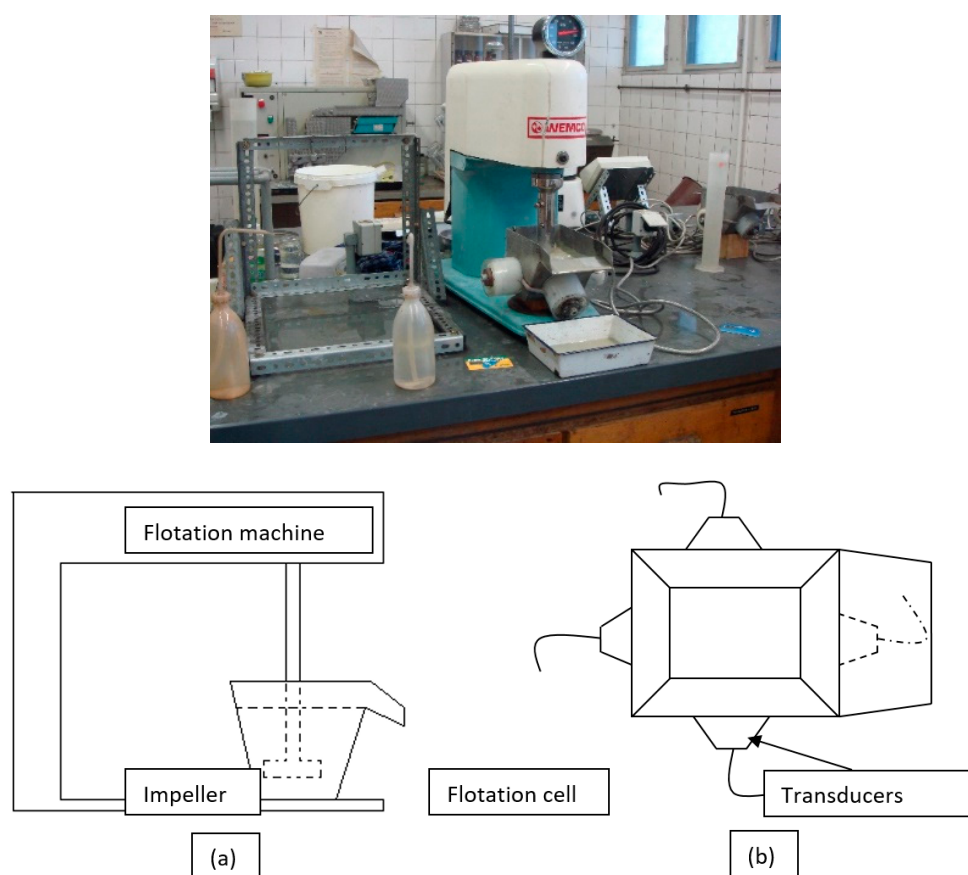 WEMCO
Flotation machine
Impeller
Flotation cell
Transducers
(a)
(b)